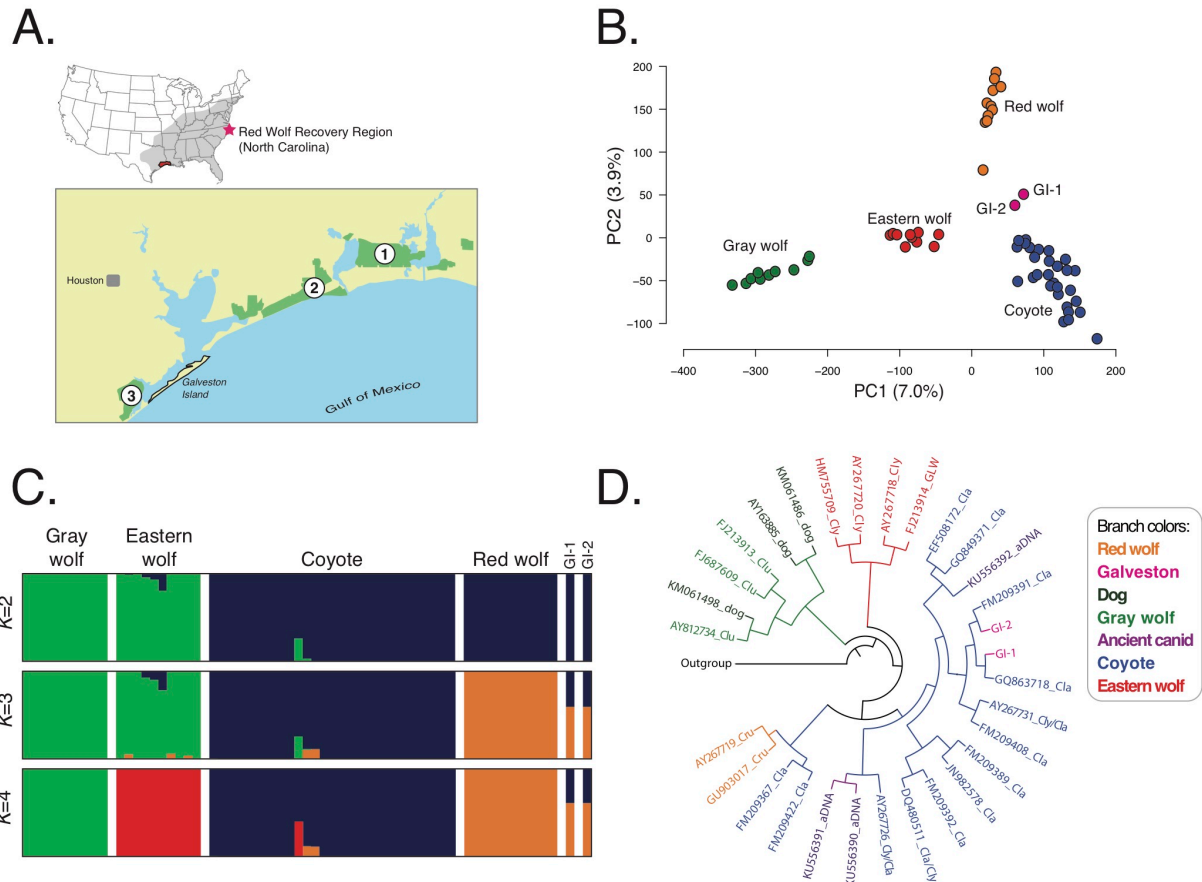 A.
Red Wolf Recovery Region
(North Carolina)
Houston
1
2
3
Galveston
Island
Gulf of Mexico
B.
PC2 (3.9%)
200
150
100
50
0
−50
−100
Red wolf
GI-1
GI-2
Eastern wolf
Gray wolf
Coyote
−400 −300 −200 −100 0 100 200
PC1 (7.0%)
C.
Gray
wolf
Eastern
wolf
Coyote
Red wolf
GI-1
GI-2
K=2
K=3
K=4
D.
Outgroup
AY812734_Clu
KM061498_dog
FJ687609_Clu
FJ213913_Clu
AY163885_dog
KM061486_dog
HM755709_Cly
AY267720_Cly
AY267718_Cly
FJ213914_GLW
EF508172_Cla
GQ849371_Cla
KU556392_aDNA
FM209391_Cla
GI-2
GI-1
GQ863718_Cla
AY267731_Cly/Cla
FM209408_Cla
FM209389_Cla
JN982578_Cla
FM209392_Cla
DQ480511_Cla/Cly
AY267726_Cly/Cla
KU556390_aDNA
KU556391_aDNA
FM209422_Cla
FM209367_Cla
GU903017_Cru
AY267719_Cru
Branch colors:
Red wolf
Galveston
Dog
Gray wolf
Ancient canid
Coyote
Eastern wolf